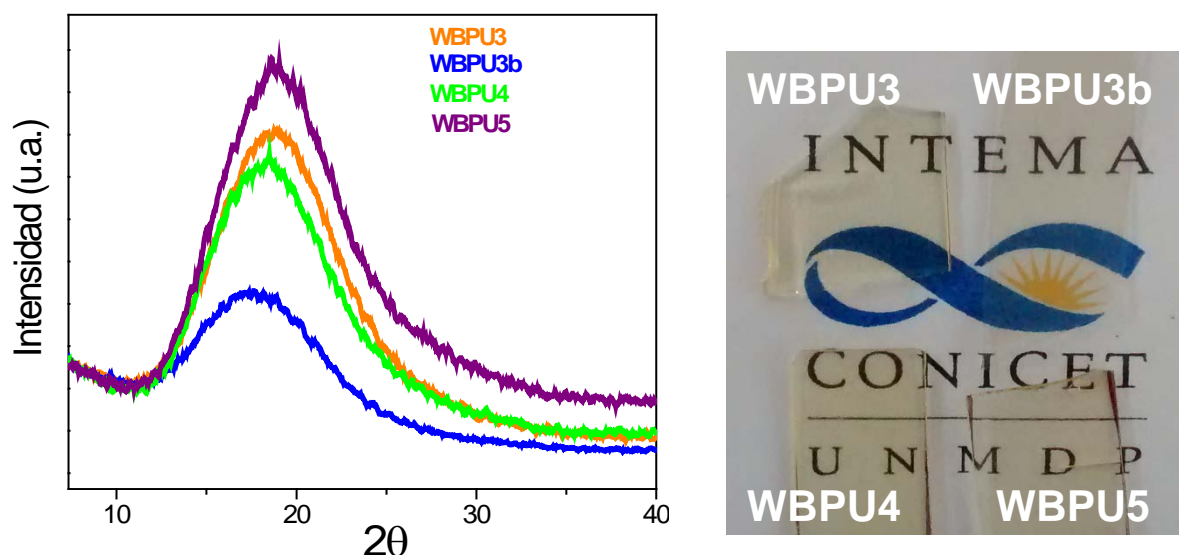 Intensidad (u.a.)
WBPU3
WBPU3b
WBPU4
WBPU5
10 20 30 40
2θ
WBPU3 WBPU3b
INTEMA
CONICET
UNMDP
WBPU4 WBPU5